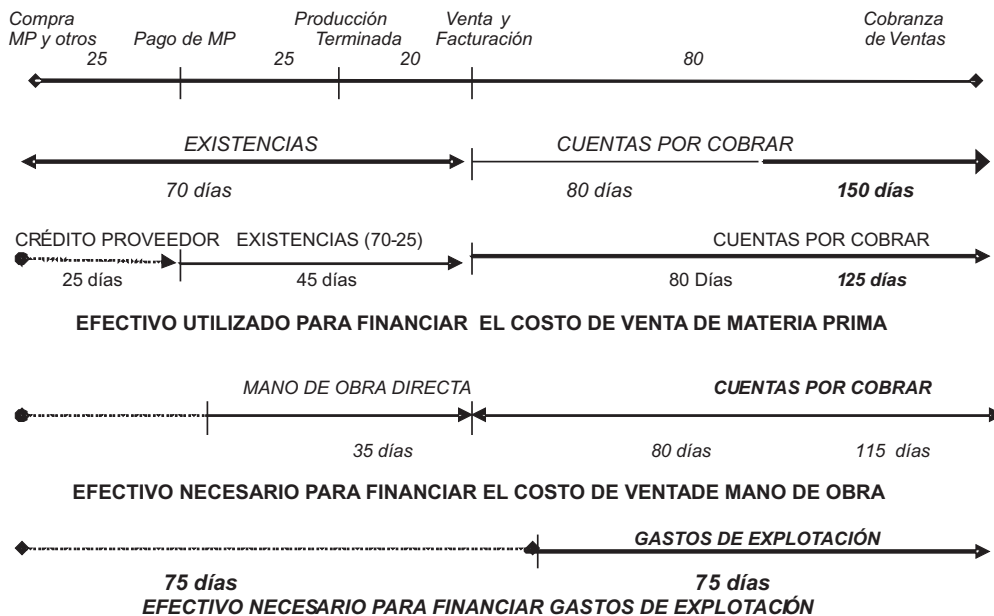 Compra
MP y otros
Pago de MP
Producción
Terminada
Venta y
Facturación
Cobranza
de Ventas
25
25
20
80
EXISTENCIAS
CUENTAS POR COBRAR
70 días
80 días
150 días
CRÉDITO PROVEEDOR
EXISTENCIAS (70-25)
CUENTAS POR COBRAR
25 días
45 días
80 Días
125 días
EFECTIVO UTILIZADO PARA FINANCIAR EL COSTO DE VENTA DE MATERIA PRIMA
MANO DE OBRA DIRECTA
CUENTAS POR COBRAR
35 días
80 días
115 días
EFECTIVO NECESARIO PARA FINANCIAR EL COSTO DE VENTADE MANO DE OBRA
GASTOS DE EXPLOTACIÓN
75 días
75 días
EFECTIVO NECESARIO PARA FINANCIAR GASTOS DE EXPLOTACIÓN